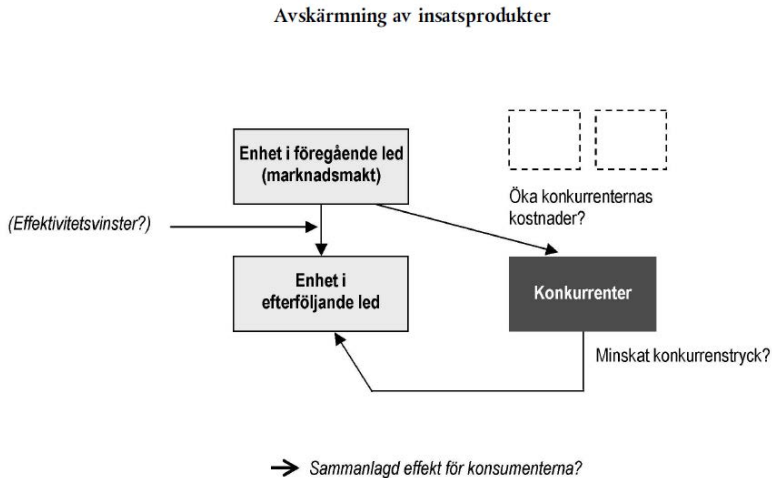 Avskärmning av insatsprodukter
Enhet i föregående led
(marknadsmakt)
Öka konkurrenternas
kostnader?
(Effektivitetsvinster?)
Enhet i
efterföljande led
Konkurrenter
Minskat konkurrenstryck?
Sammanlagd effekt för konsumenterna?